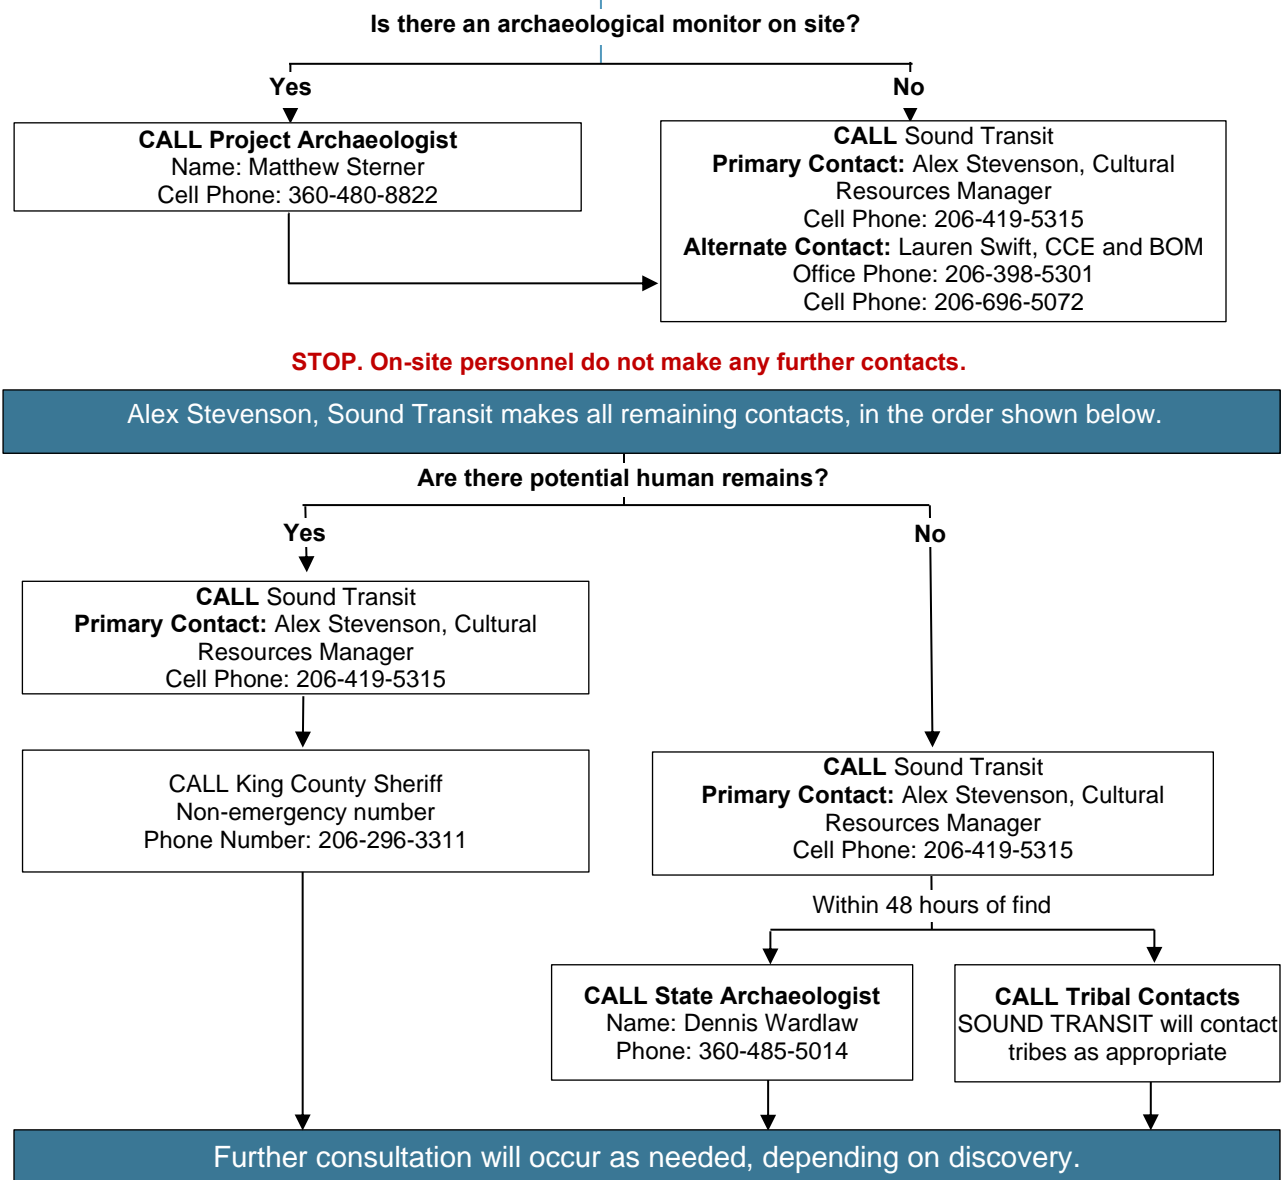 Is there an archaeological monitor on site?
Yes
No
CALL Project Archaeologist
Name: Matthew Sterner
Cell Phone: 360-480-8822
CALL Sound Transit
Primary Contact: Alex Stevenson, Cultural
Resources Manager
Cell Phone: 206-419-5315
Alternate Contact: Lauren Swift, CCE and BOM
Office Phone: 206-398-5301
Cell Phone: 206-696-5072
STOP. On-site personnel do not make any further contacts.
Alex Stevenson, Sound Transit makes all remaining contacts, in the order shown below.
Are there potential human remains?
Yes
No
CALL Sound Transit
Primary Contact: Alex Stevenson, Cultural
Resources Manager
Cell Phone: 206-419-5315
CALL King County Sheriff
Non-emergency number
Phone Number: 206-296-3311
CALL Sound Transit
Primary Contact: Alex Stevenson, Cultural
Resources Manager
Cell Phone: 206-419-5315
Within 48 hours of find
CALL State Archaeologist
Name: Dennis Wardlaw
Phone: 360-485-5014
CALL Tribal Contacts
SOUND TRANSIT will contact
tribes as appropriate
Further consultation will occur as needed, depending on discovery.